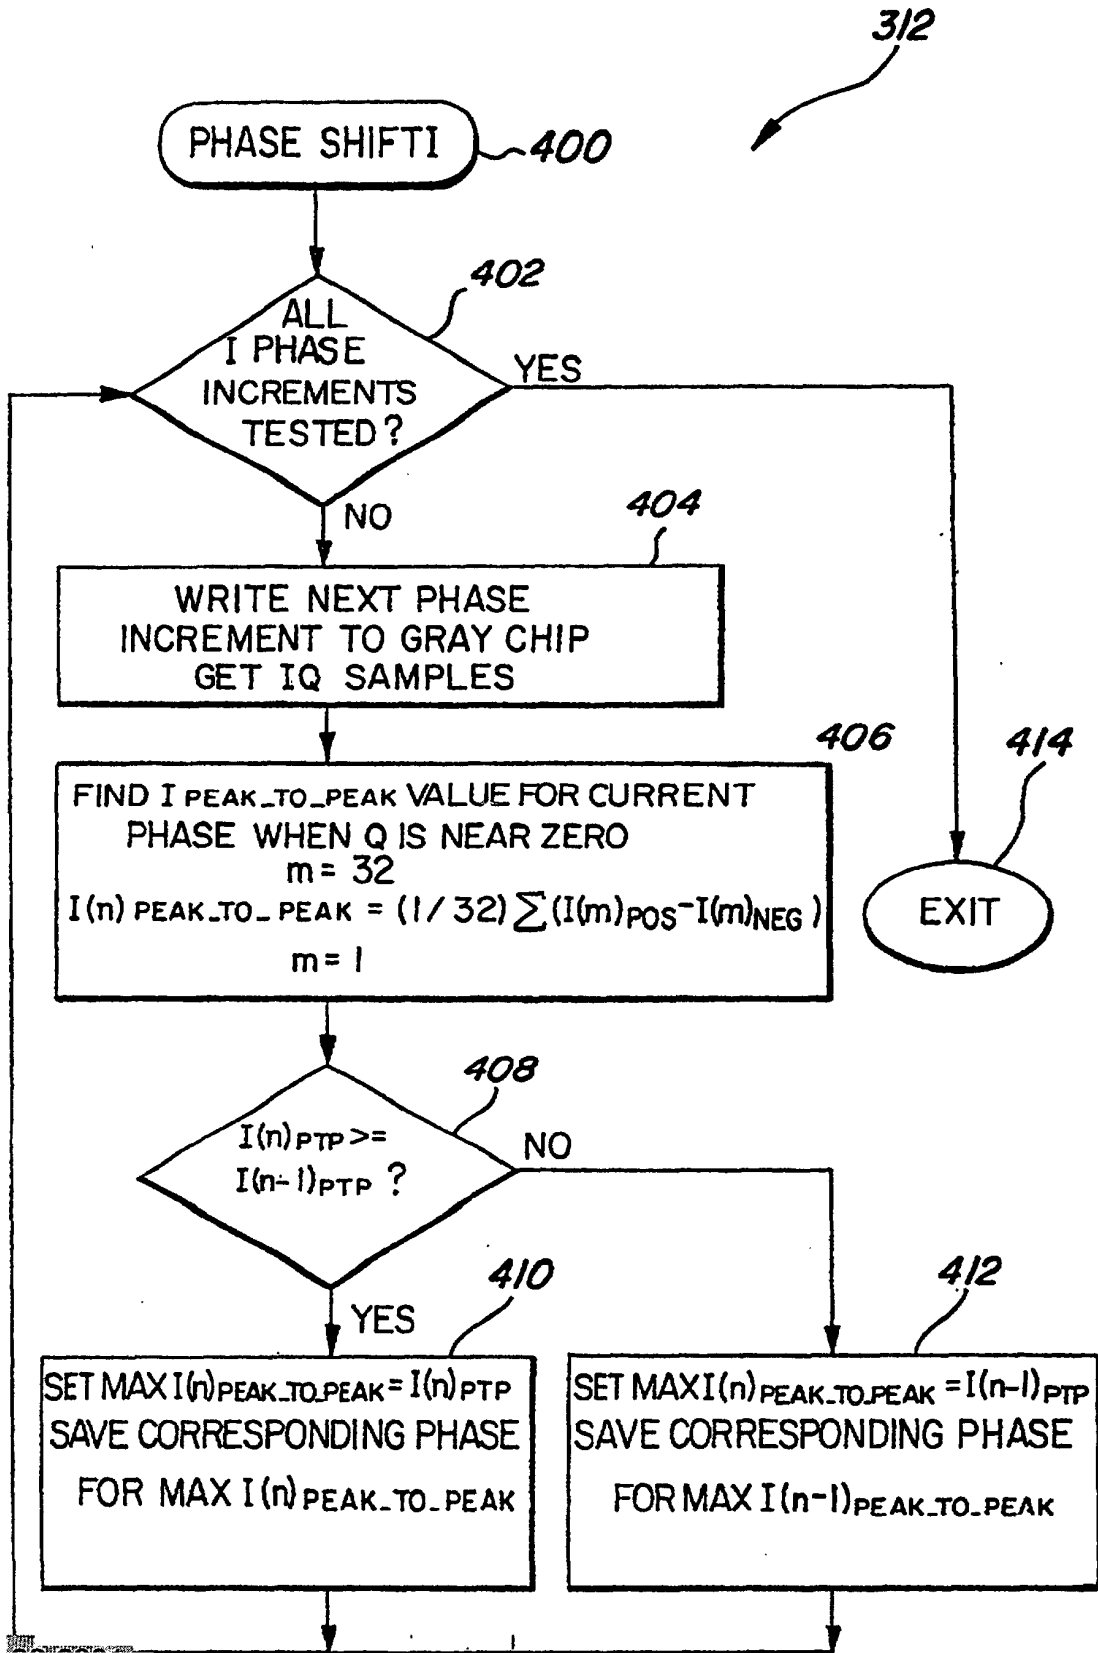 312
PHASE SHIFTI
400
402
ALL
I PHASE
INCREMENTS
TESTED?
YES
NO
404
WRITE NEXT PHASE
INCREMENT TO GRAY CHIP
GET IQ SAMPLES
406
FIND I PEAK_TO_PEAK VALUE FOR CURRENT
PHASE WHEN Q IS NEAR ZERO
m = 32
I(n) PEAK_TO_PEAK = (1/32) ∑(I(m)POS-I(m)NEG)
m = 1
414
EXIT
408
I(n)PTP >=
I(n-1)PTP ?
NO
YES
410
SET MAX I(n)PEAK_TO_PEAK = I(n)PTP
SAVE CORRESPONDING PHASE
FOR MAX I(n)PEAK_TO_PEAK
412
SET MAX I(n)PEAK_TO_PEAK = I(n-1)PTP
SAVE CORRESPONDING PHASE
FOR MAX I(n-1)PEAK_TO_PEAK